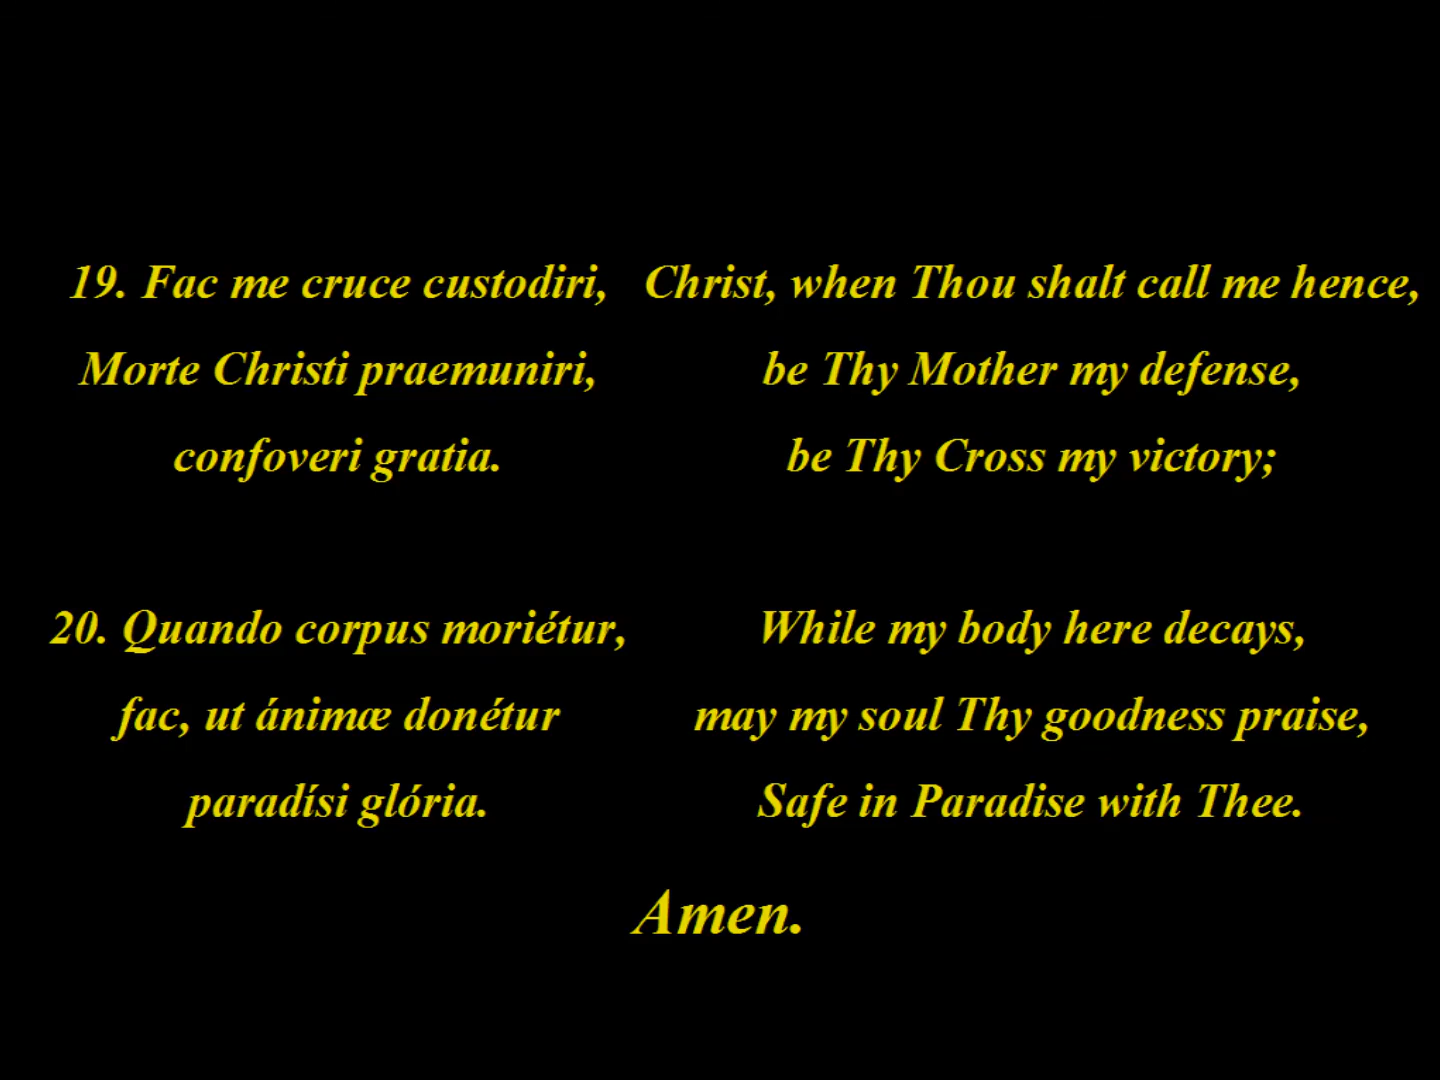 19. Fac me cruce custodiri,
Morte Christi praemuniri,
confoveri gratia.
Christ, when Thou shalt call me hence,
be Thy Mother my defense,
be Thy Cross my victory;
20. Quando corpus moriétur,
fac, ut ánimæ donétur
paradísi glória.
While my body here decays,
may my soul Thy goodness praise,
Safe in Paradise with Thee.
Amen.